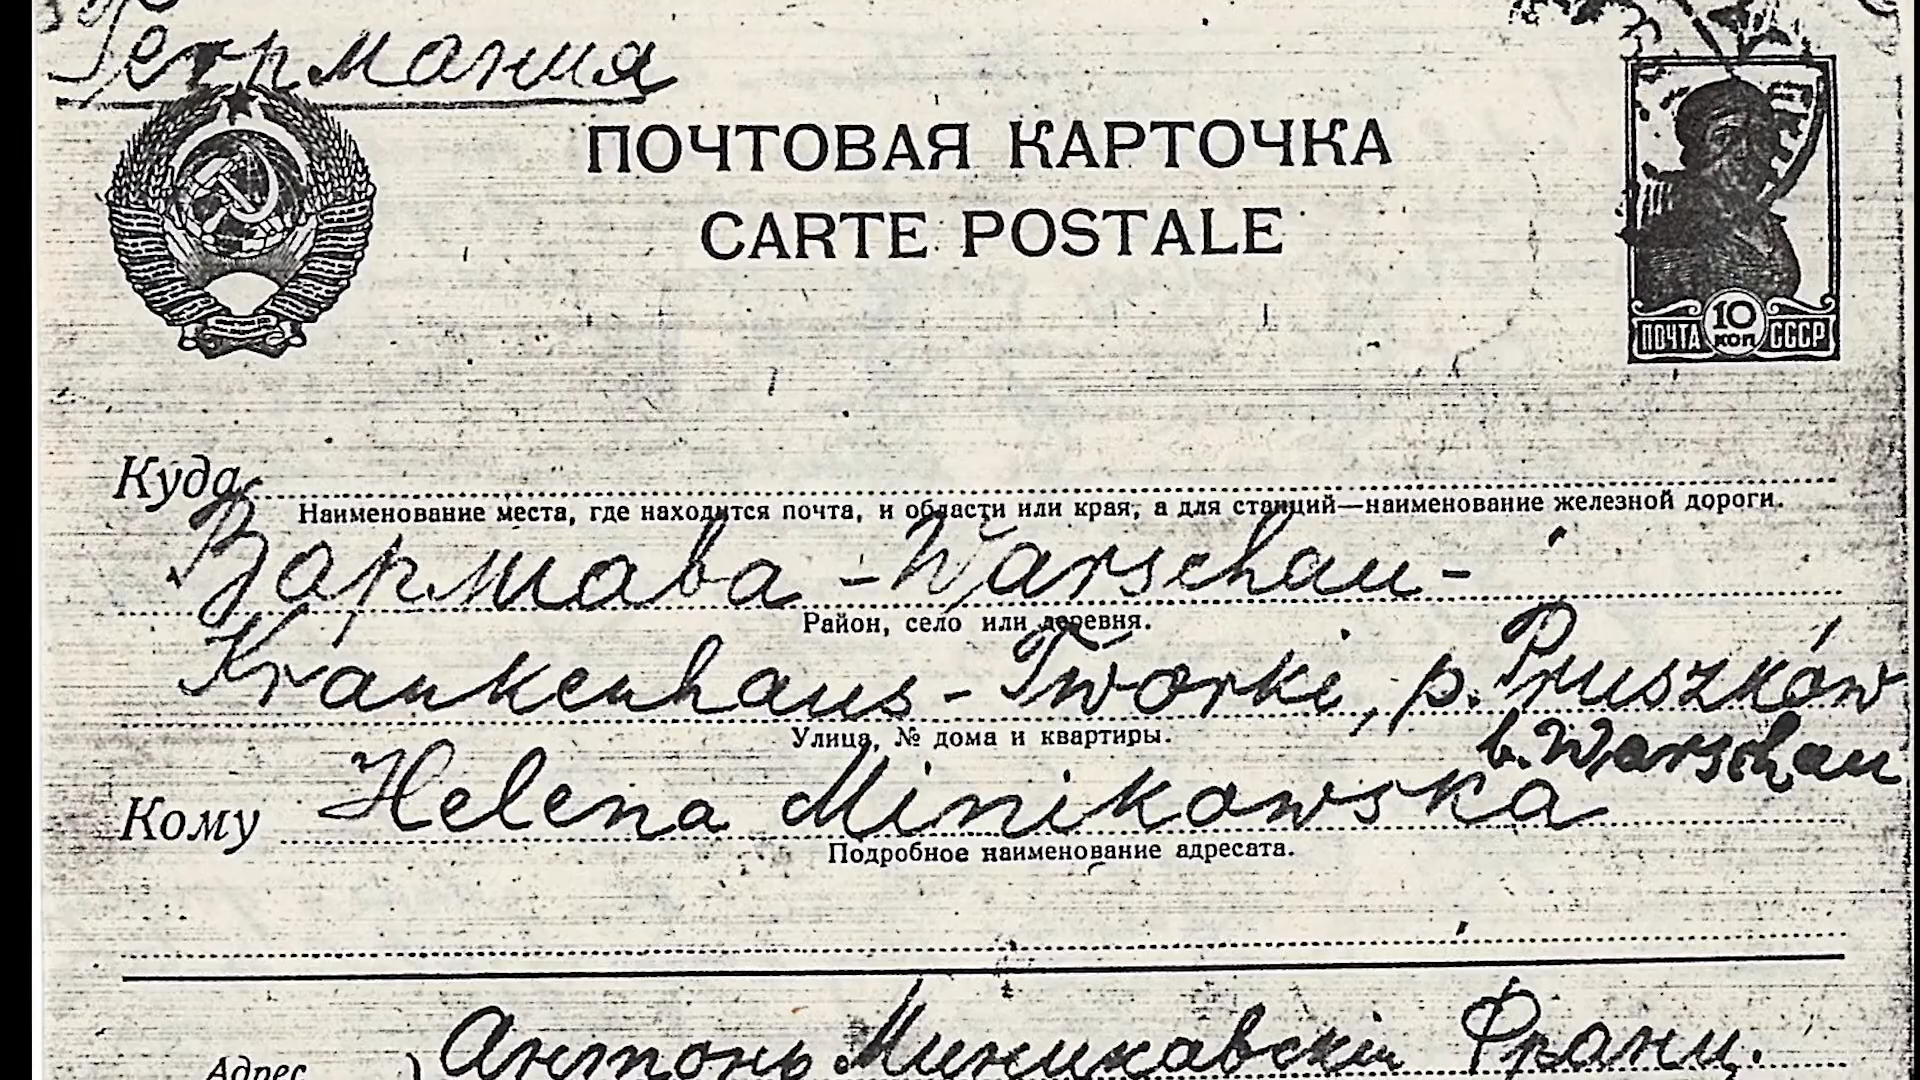 Германия
ПОЧТОВАЯ КАРТОЧКА
CARTE POSTALE
ПОЧТА 10 КОП СССР
Куда
Наименование места, где находится почта, и области или края, а для станций—наименование железной дороги.
Варшава - Warschau -
Район, село или деревня.
Krankenhaus - Tworki, p. Pruszków
Улица, № дома и квартиры.
b. Warschau
Кому Helena Minikowska
Подробное наименование адресата.
Антонь Миникавскiй Франц.
Адрес